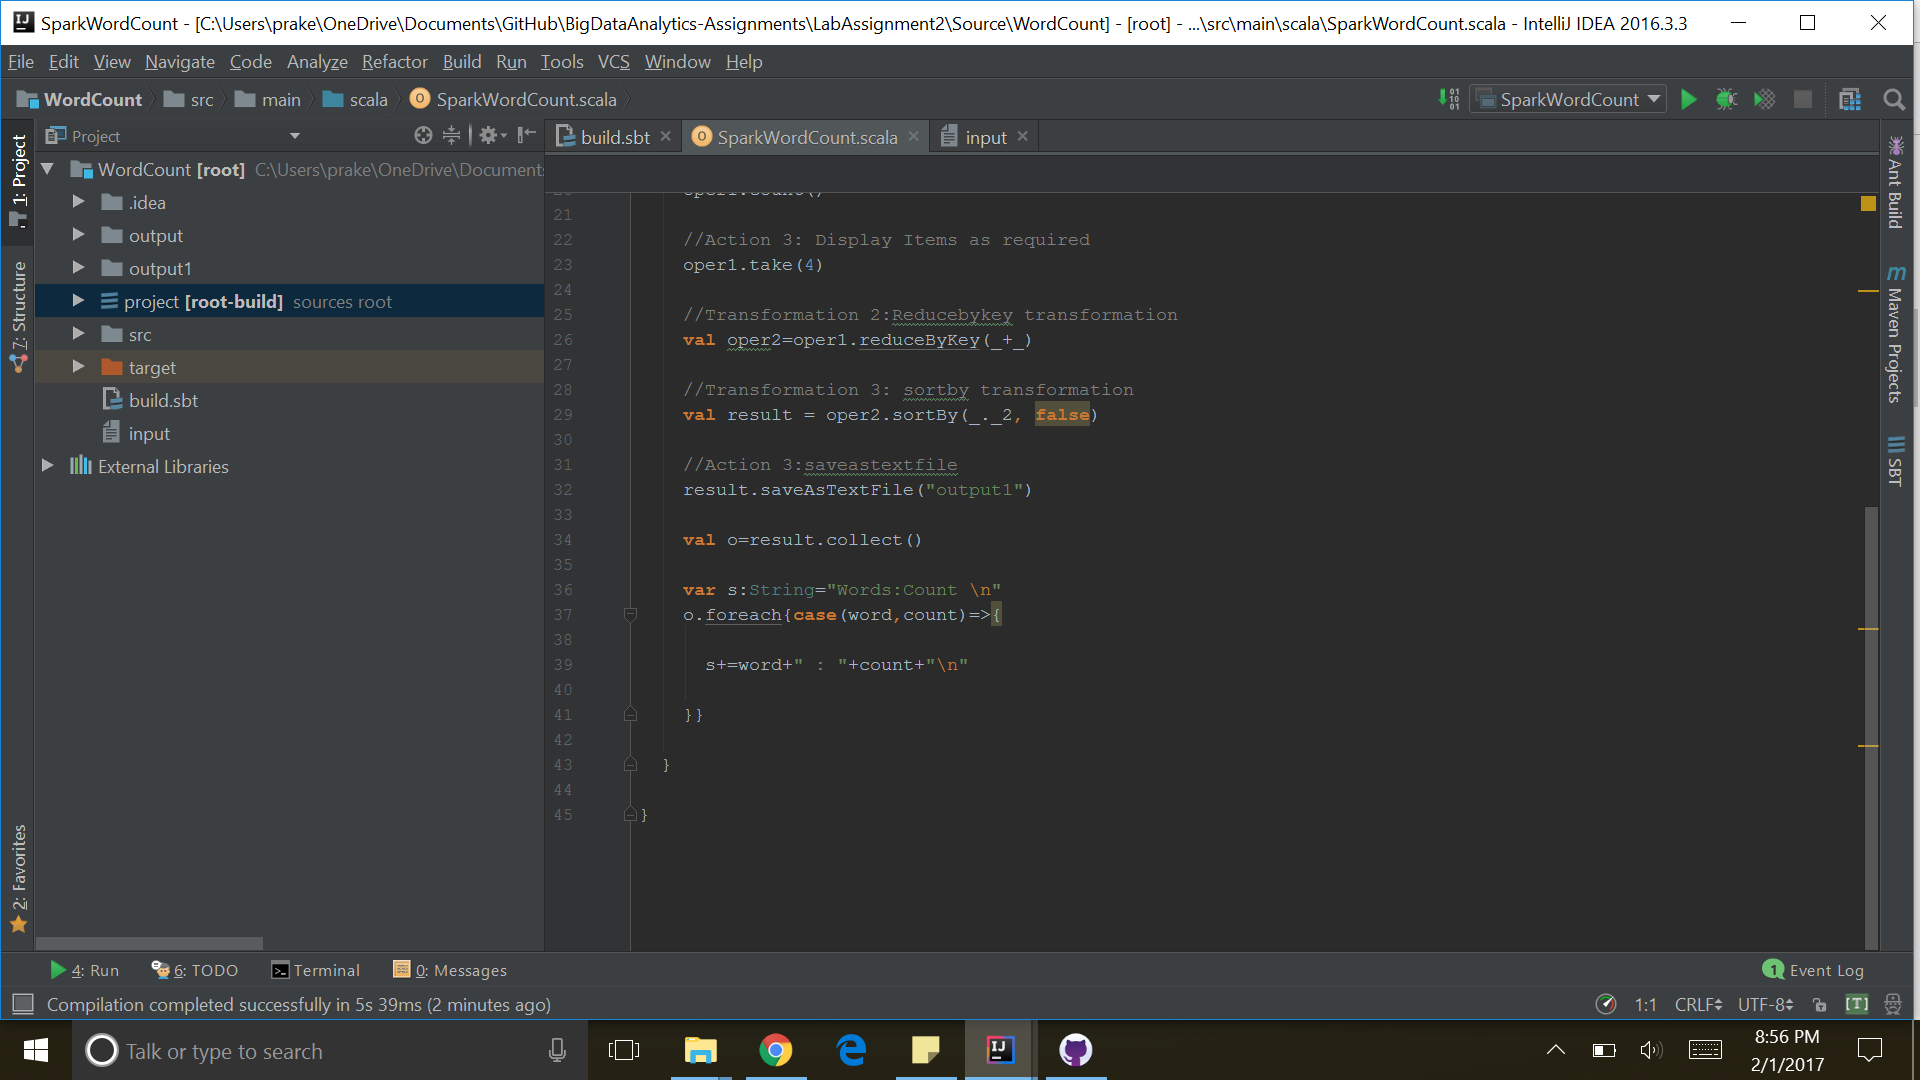 SparkWordCount - [C:\Users\prake\OneDrive\Documents\GitHub\BigDataAnalytics-Assignments\LabAssignment2\Source\WordCount] - [root] - ...\src\main\scala\SparkWordCount.scala - IntelliJ IDEA 2016.3.3
File Edit View Navigate Code Analyze Refactor Build Run Tools VCS Window Help
WordCount src main scala SparkWordCount.scala SparkWordCount
Project build.sbt SparkWordCount.scala input
1: Project
7: Structure
2: Favorites
WordCount [root] C:\Users\prake\OneDrive\Document
.idea
output
output1
project [root-build] sources root
src
target
build.sbt
input
External Libraries
21
22 //Action 3: Display Items as required
23 oper1.take(4)
24
25 //Transformation 2:Reducebykey transformation
26 val oper2=oper1.reduceByKey(_+_)
27
28 //Transformation 3: sortby transformation
29 val result = oper2.sortBy(_._2, false)
30
31 //Action 3:saveastextfile
32 result.saveAsTextFile("output1")
33
34 val o=result.collect()
35
36 var s:String="Words:Count \n"
37 o.foreach{case(word,count)=>{
38
39 s+=word+" : "+count+"\n"
40
41 }}
42
43 }
44
45 }
Ant Build
Maven Projects
SBT
4: Run 6: TODO Terminal 0: Messages 1 Event Log
Compilation completed successfully in 5s 39ms (2 minutes ago) 1:1 CRLF UTF-8 [T]
Talk or type to search
8:56 PM
2/1/2017